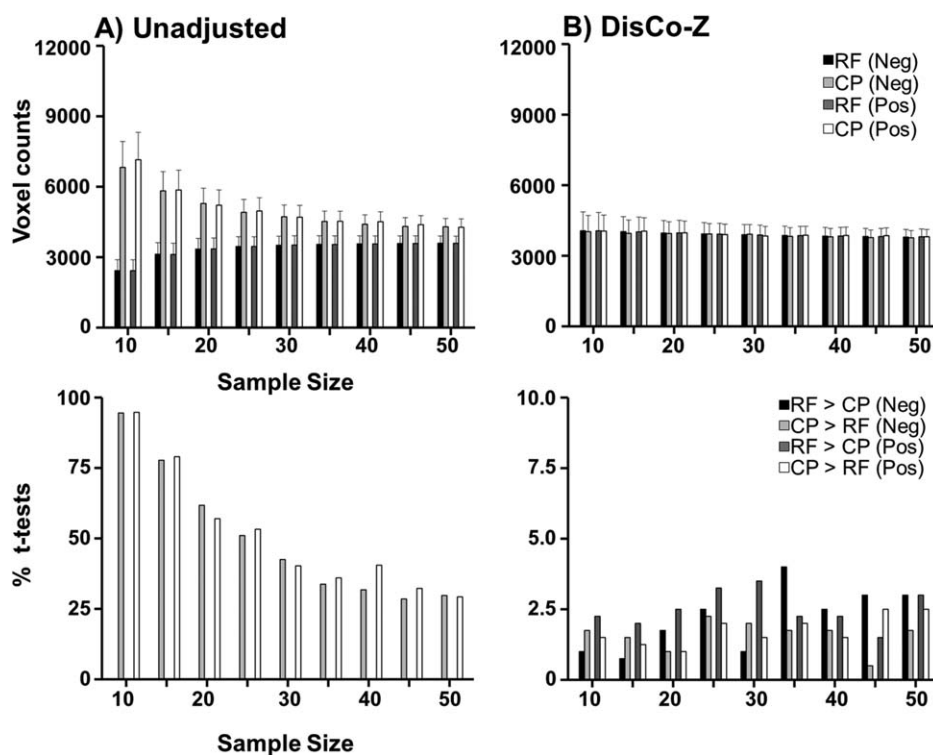 A) Unadjusted
12000
9000
6000
3000
0
Voxel counts
10 20 30 40 50
Sample Size
B) DisCo-Z
12000
9000
6000
3000
0
RF (Neg)
CP (Neg)
RF (Pos)
CP (Pos)
10 20 30 40 50
100
75
50
25
0
% t-tests
10 20 30 40 50
Sample Size
10.0
7.5
5.0
2.5
0
RF > CP (Neg)
CP > RF (Neg)
RF > CP (Pos)
CP > RF (Pos)
10 20 30 40 50